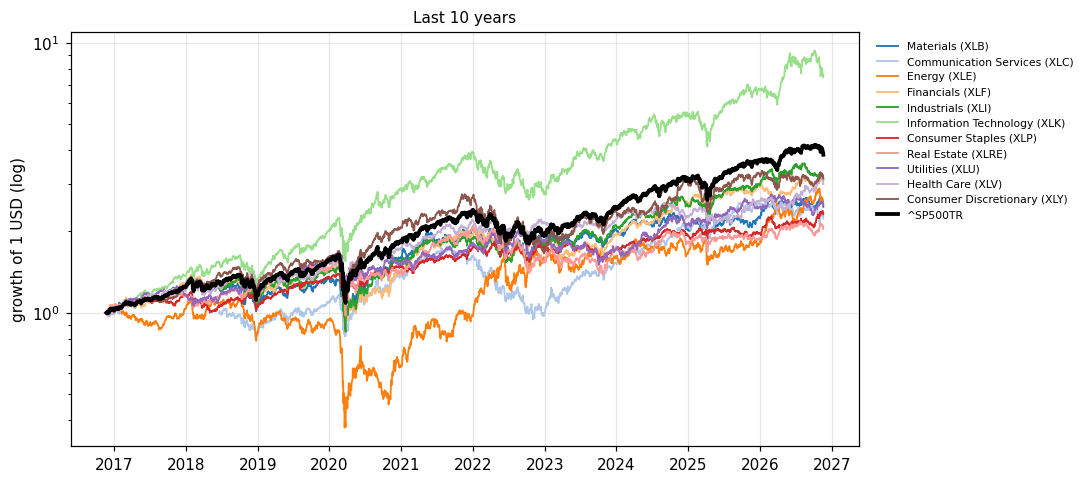 Last 10 years
growth of 1 USD (log)
10¹
10⁰
2017 2018 2019 2020 2021 2022 2023 2024 2025 2026 2027
Materials (XLB)
Communication Services (XLC)
Energy (XLE)
Financials (XLF)
Industrials (XLI)
Information Technology (XLK)
Consumer Staples (XLP)
Real Estate (XLRE)
Utilities (XLU)
Health Care (XLV)
Consumer Discretionary (XLY)
^SP500TR